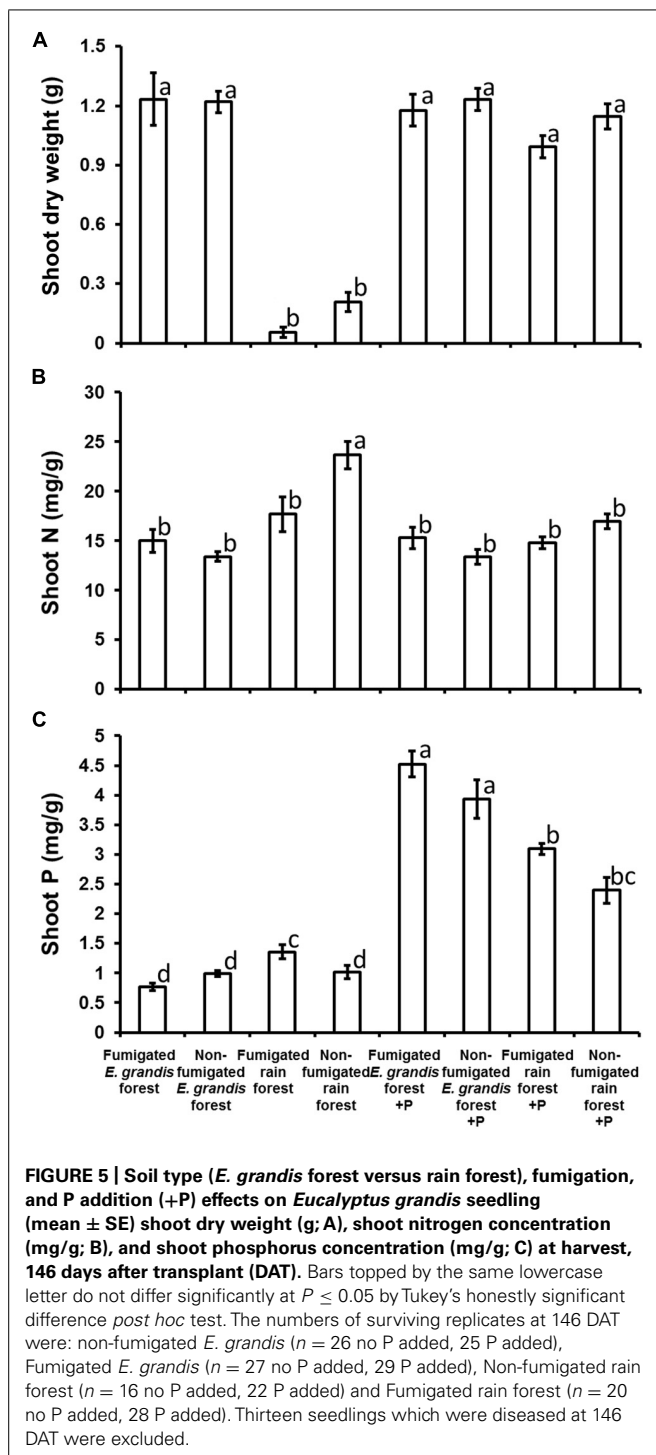 A
Shoot dry weight (g)
1.5
1.2
0.9
0.6
0.3
0
a
a
b
b
a
a
a
a
B
Shoot N (mg/g)
30
25
20
15
10
5
0
b
b
b
a
b
b
b
b
C
Shoot P (mg/g)
5
4.5
4
3.5
3
2.5
2
1.5
1
0.5
0
d
d
c
d
a
a
b
bc
Fumigated
E. grandis
forest
Non-
fumigated
E. grandis
forest
Fumigated
rain
forest
Non-
fumigated
rain
forest
Fumigated
E. grandis
forest
+P
Non-
fumigated
E. grandis
forest
+P
Fumigated
rain
forest
+P
Non-
fumigated
rain
forest
+P
FIGURE 5 | Soil type (E. grandis forest versus rain forest), fumigation,
and P addition (+P) effects on Eucalyptus grandis seedling
(mean ± SE) shoot dry weight (g; A), shoot nitrogen concentration
(mg/g; B), and shoot phosphorus concentration (mg/g; C) at harvest,
146 days after transplant (DAT). Bars topped by the same lowercase
letter do not differ significantly at P ≤ 0.05 by Tukey's honestly significant
difference post hoc test. The numbers of surviving replicates at 146 DAT
were: non-fumigated E. grandis (n = 26 no P added, 25 P added),
Fumigated E. grandis (n = 27 no P added, 29 P added), Non-fumigated rain
forest (n = 16 no P added, 22 P added) and Fumigated rain forest (n = 20
no P added, 28 P added). Thirteen seedlings which were diseased at 146
DAT were excluded.